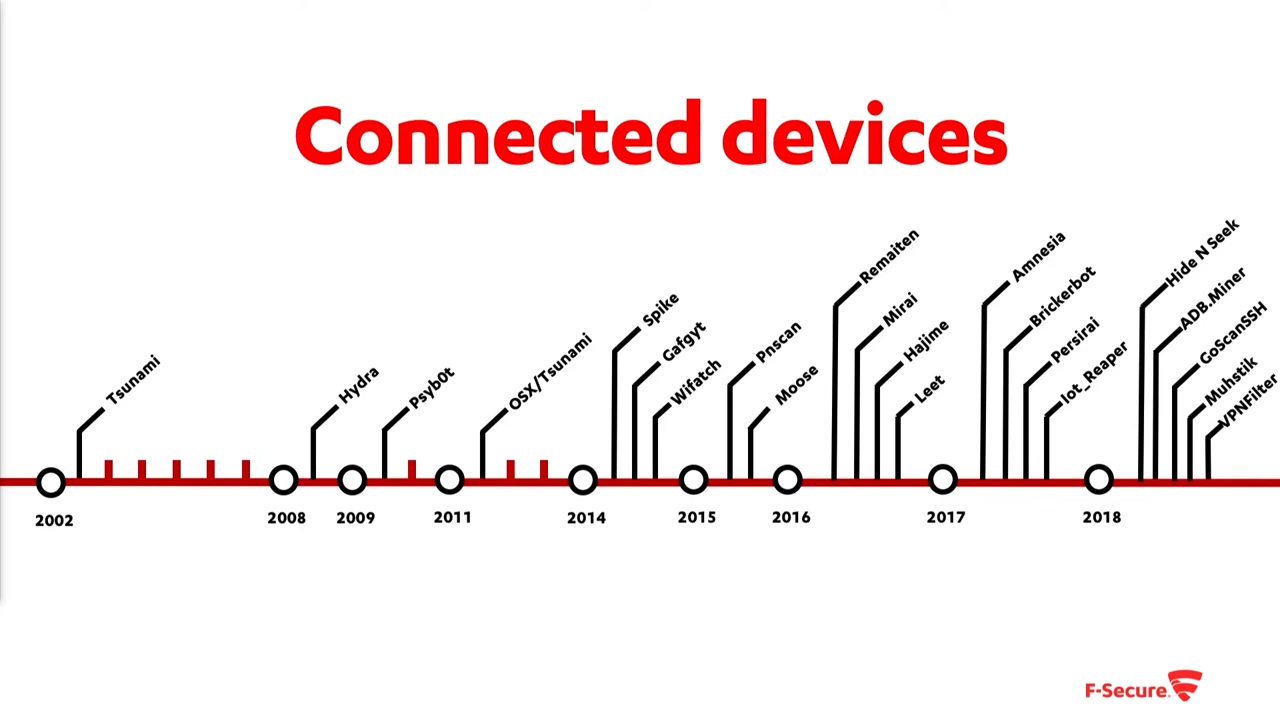 Connected devices
Tsunami
Hydra
Psyb0t
OSX/Tsunami
Spike
Gafgyt
Wifatch
Pnscan
Moose
Remaiten
Mirai
Hajime
Leet
Amnesia
Brickerbot
Persirai
Iot_Reaper
Hide N Seek
ADB.Miner
GoScanSSH
Muhstik
VPNFilter
2002
2008
2009
2011
2014
2015
2016
2017
2018
F-Secure.